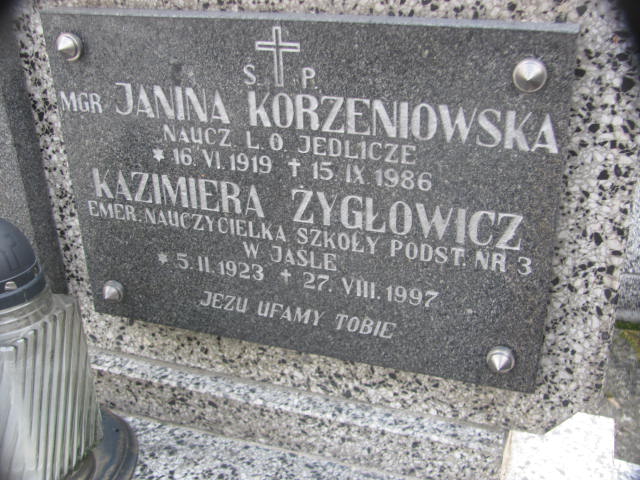 Ś. P.
MGR JANINA KORZENIOWSKA
NAUCZ. L. O. JEDLICZE
* 16. VI. 1919 † 15. IX. 1986
KAZIMIERA ŻYGŁOWICZ
EMER. NAUCZYCIELKA SZKOŁY PODST. NR 3
W JAŚLE
* 5. II. 1923 † 27. VIII. 1997
JEZU UFAMY TOBIE